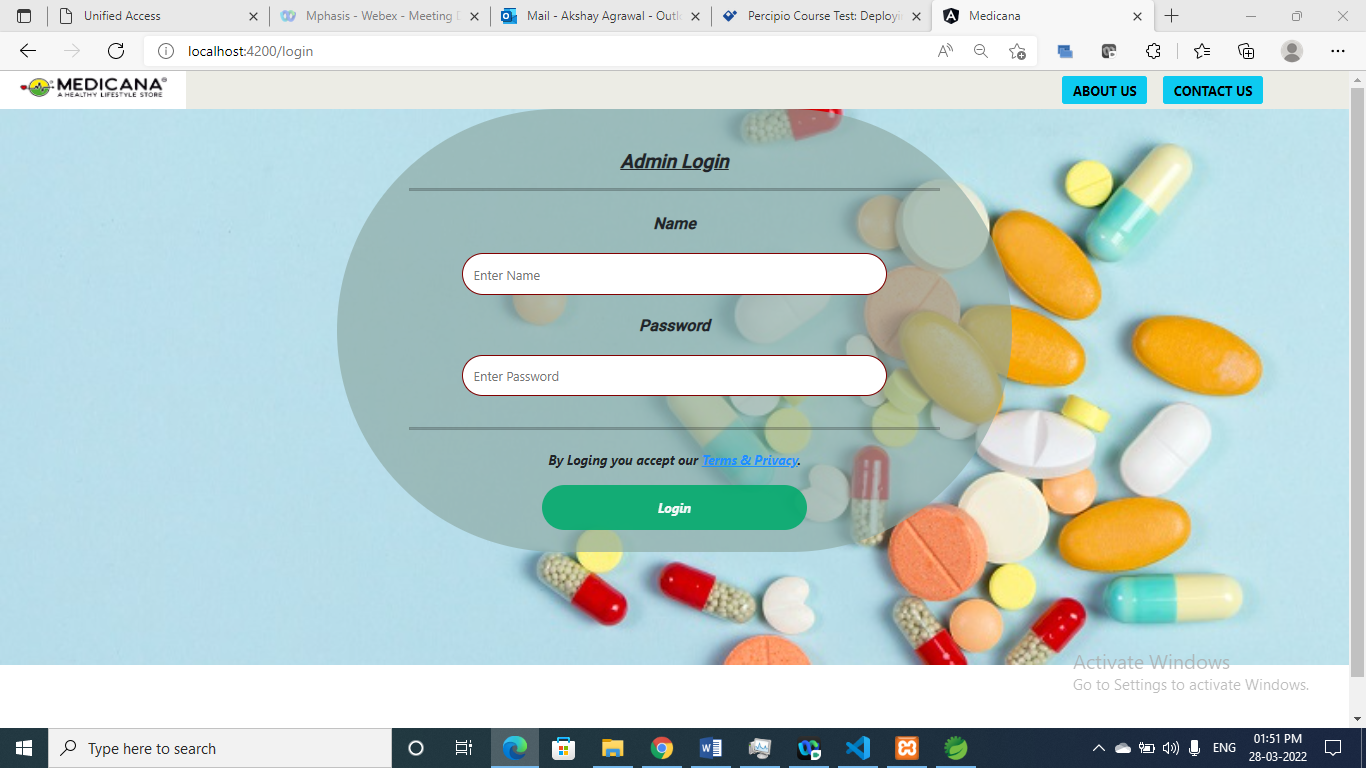 Unified Access
Mphasis - Webex - Meeting
Mail - Akshay Agrawal - Outl
Percipio Course Test: Deployi
Medicana
localhost:4200/login
MEDICANA
A HEALTHY LIFESTYLE STORE
ABOUT US
CONTACT US
Admin Login
Name
Enter Name
Password
Enter Password
By Loging you accept our Terms & Privacy.
Login
Activate Windows
Go to Settings to activate Windows.
Type here to search
ENG
01:51 PM
28-03-2022